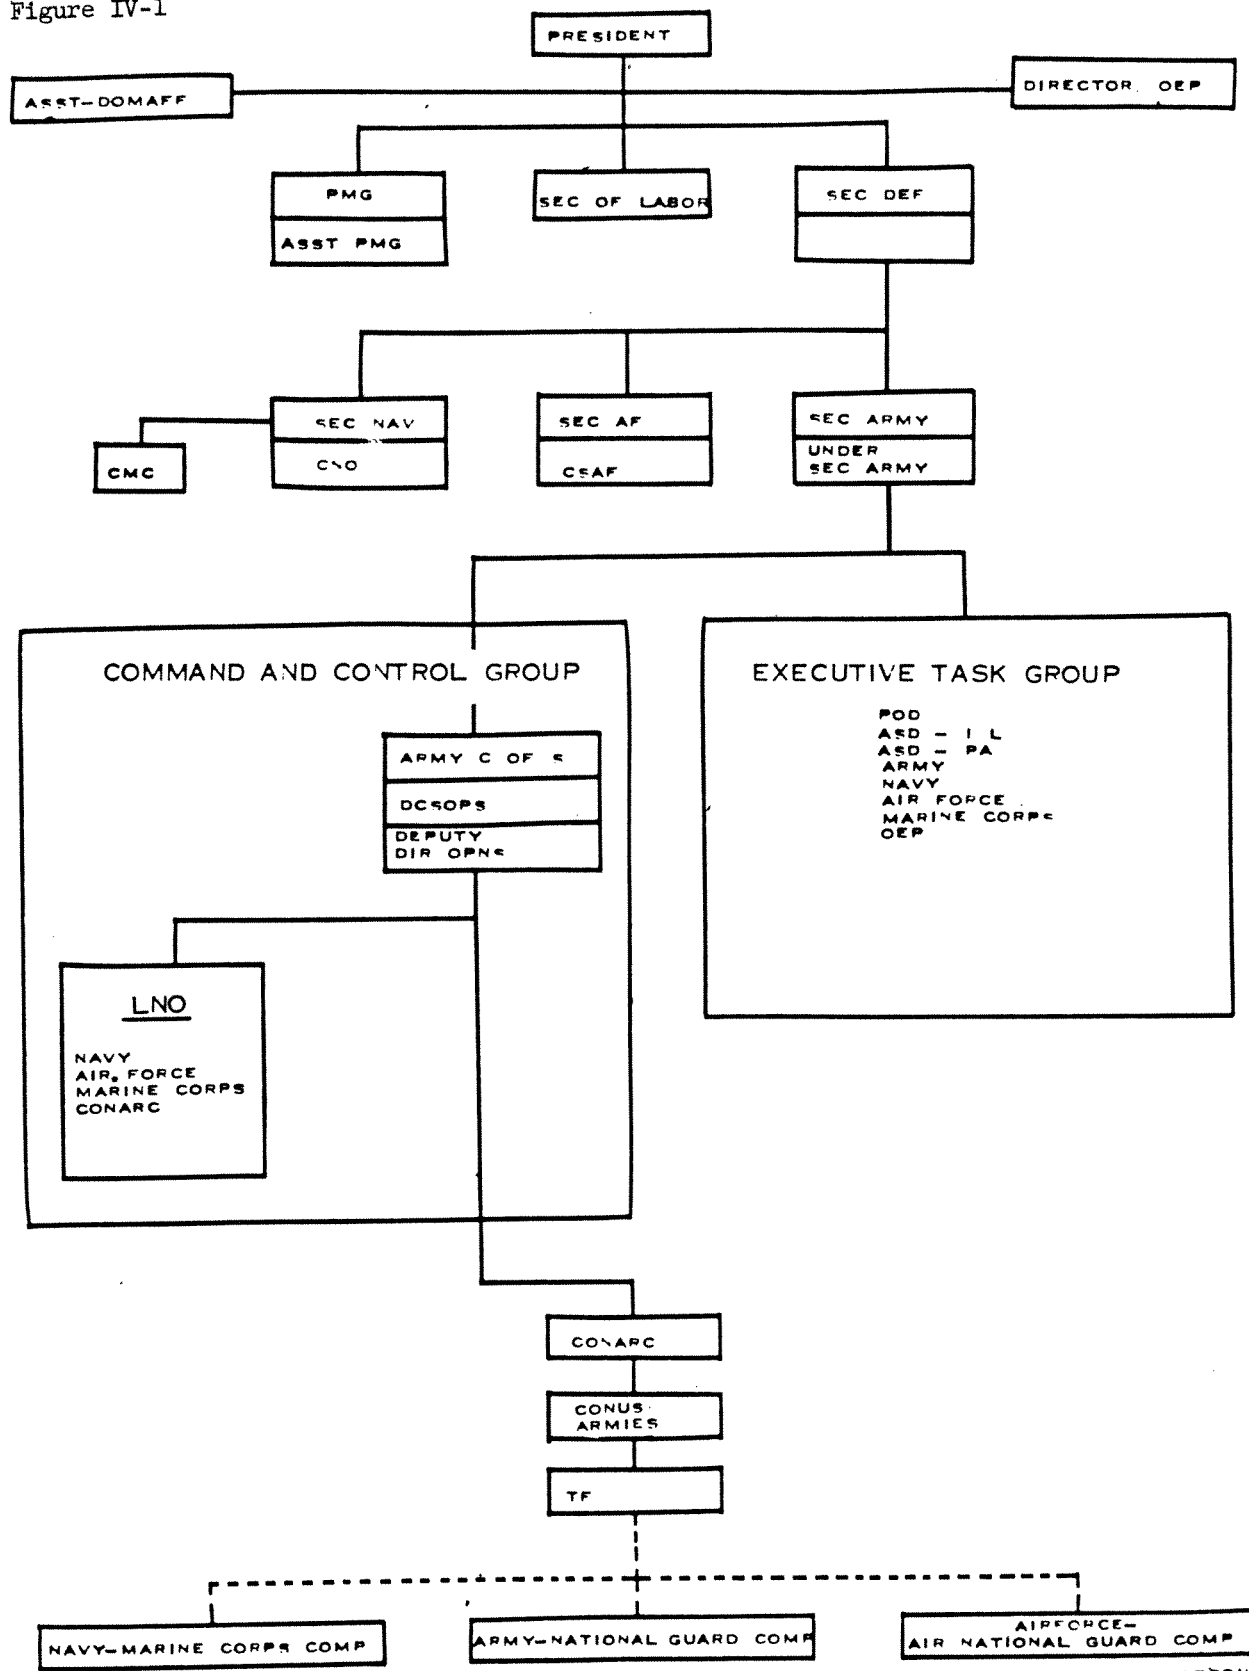 Figure IV-1
PRESIDENT
ASST-DOMAFF
DIRECTOR OEP
PMG
ASST PMG
SEC OF LABOR
SEC DEF
SEC NAV
CNO
CMC
SEC AF
CSAF
SEC ARMY
UNDER
SEC ARMY
COMMAND AND CONTROL GROUP
ARMY C OF S
DCSOPS
DEPUTY
DIR OPNS
LNO
NAVY
AIR FORCE
MARINE CORPS
CONARC
EXECUTIVE TASK GROUP
POD
ASD - I L
ASD - PA
ARMY
NAVY
AIR FORCE
MARINE CORPS
OEP
CONARC
CONUS
ARMIES
TF
NAVY-MARINE CORPS COMP
ARMY-NATIONAL GUARD COMP
AIRFORCE-
AIR NATIONAL GUARD COMP